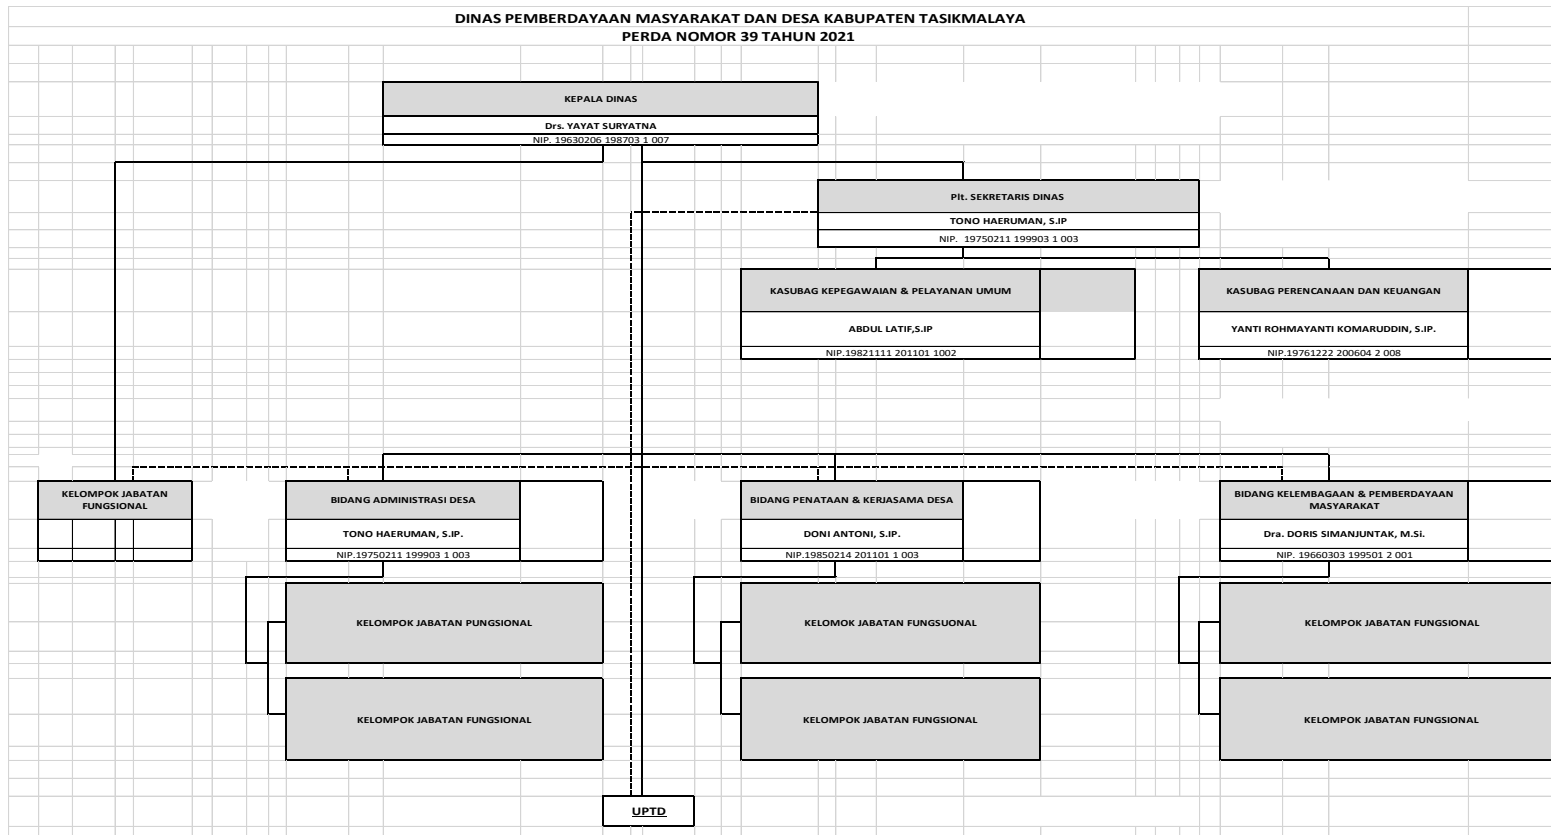 DINAS PEMBERDAYAAN MASYARAKAT DAN DESA KABUPATEN TASIKMALAYA
PERDA NOMOR 39 TAHUN 2021
KEPALA DINAS
Drs. YAYAT SURYATNA
NIP. 19630206 198703 1 007
Plt. SEKRETARIS DINAS
TONO HAERUMAN, S.IP
NIP.  19750211 199903 1 003
KASUBAG KEPEGAWAIAN & PELAYANAN UMUM
ABDUL LATIF,S.IP
NIP.19821111 201101 1002
KASUBAG PERENCANAAN DAN KEUANGAN
YANTI ROHMAYANTI KOMARUDDIN, S.IP.
NIP.19761222 200604 2 008
KELOMPOK JABATAN
FUNGSIONAL
BIDANG ADMINISTRASI DESA
TONO HAERUMAN, S.IP.
NIP.19750211 199903 1 003
BIDANG PENATAAN & KERJASAMA DESA
DONI ANTONI, S.IP.
NIP.19850214 201101 1 003
BIDANG KELEMBAGAAN & PEMBERDAYAAN
MASYARAKAT
Dra. DORIS SIMANJUNTAK, M.Si.
NIP. 19660303 199501 2 001
KELOMPOK JABATAN PUNGSIONAL
KELOMOK JABATAN FUNGSUONAL
KELOMPOK JABATAN FUNGSIONAL
KELOMPOK JABATAN FUNGSIONAL
KELOMPOK JABATAN FUNGSIONAL
KELOMPOK JABATAN FUNGSIONAL
UPTD